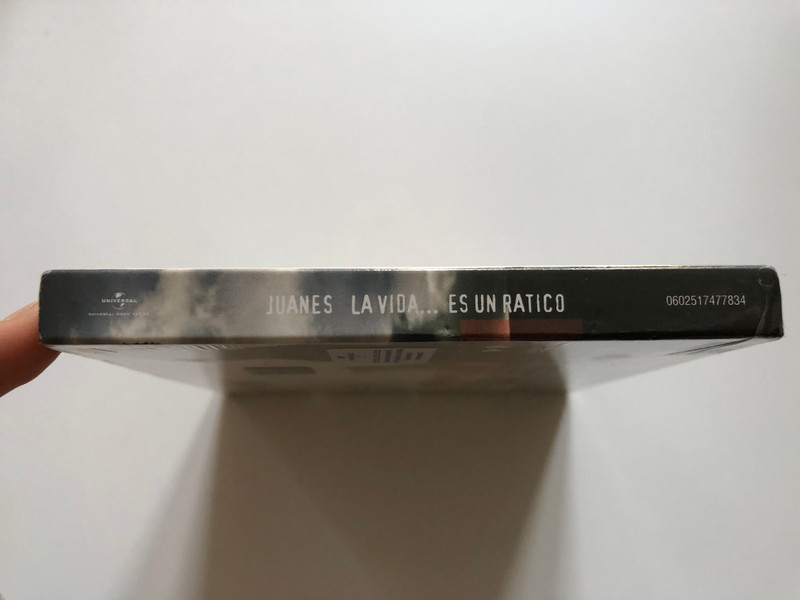 UNIVERSAL
JUANES LA VIDA... ES UN RATICO
0602517477834